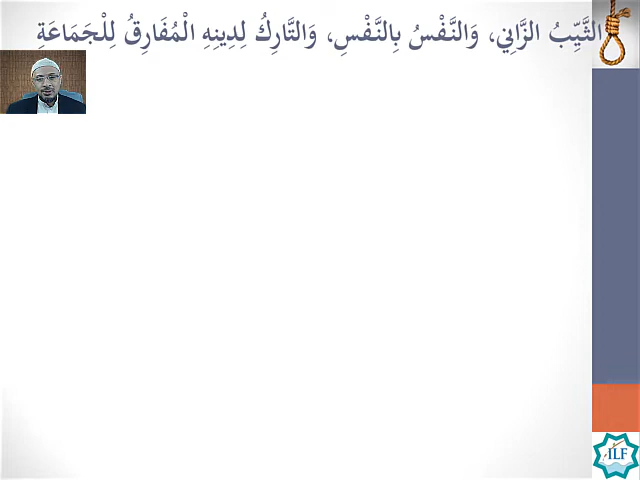 الثَّيِّبُ الزَّانِي، وَالنَّفْسُ بِالنَّفْسِ، وَالتَّارِكُ لِدِينِهِ الْمُفَارِقُ لِلْجَمَاعَةِ
ILF